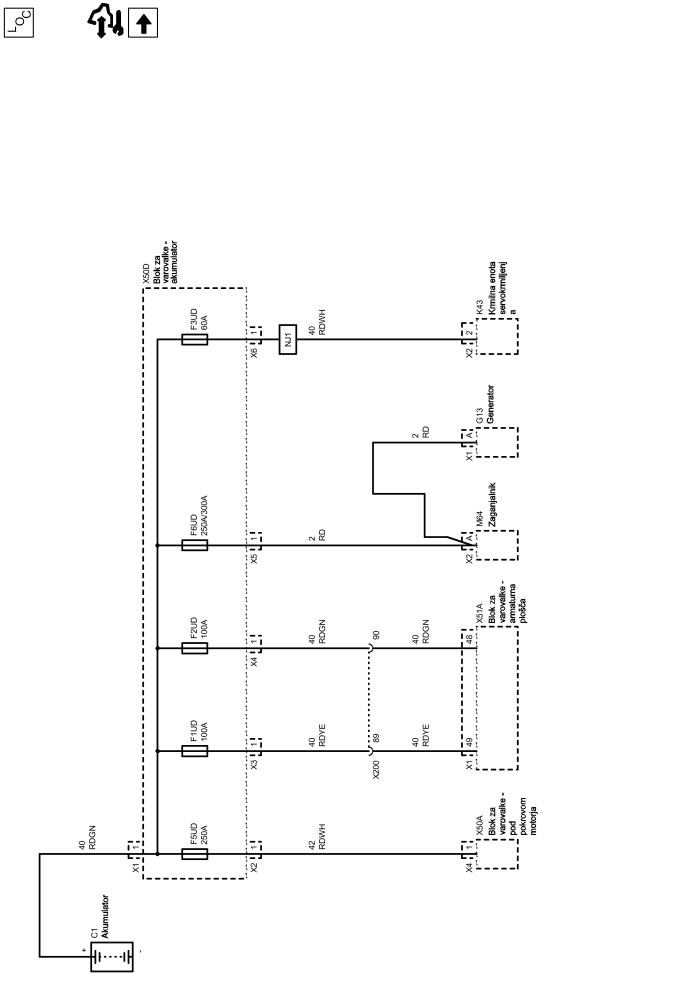 LOC
X50D
Blok za
varovalke -
akumulator
F3UD
60A
X6
1
NJ1
40
RDWH
X2
2
K43
Krmilna enota
servokrmiljenj
a
2
RD
X1
A
G13
Generator
F6UD
250A/300A
X5
1
2
RD
X2
A
M64
Zaganjalnik
F2UD
100A
X4
1
40
RDGN
90
40
RDGN
48
X51A
Blok za
varovalke -
armaturna
plošča
F1UD
100A
X3
1
40
RDYE
89
X200
40
RDYE
X1
49
40
RDGN
X1
1
F5UD
250A
X2
1
42
RDWH
X4
1
X50A
Blok za
varovalke -
pod
pokrovom
motorja
C1
Akumulator
+
-